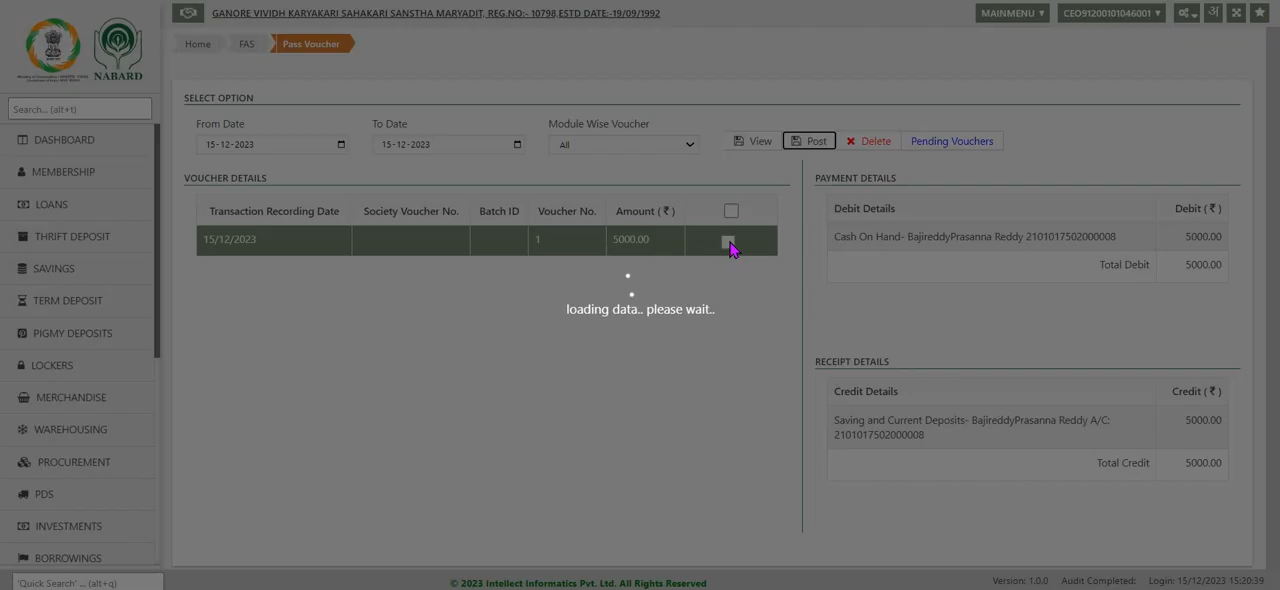 GANORE VIVIDH KARYAKARI SAHAKARI SANSTHA MARYADIT, REG.NO:- 10798,ESTD DATE:-19/09/1992
MAINMENU ▼
CEO91200101046001 ▼
अ
NABARD
Home
FAS
Pass Voucher
Search... (alt+t)
DASHBOARD
MEMBERSHIP
LOANS
THRIFT DEPOSIT
SAVINGS
TERM DEPOSIT
PIGMY DEPOSITS
LOCKERS
MERCHANDISE
WAREHOUSING
PROCUREMENT
PDS
INVESTMENTS
BORROWINGS
'Quick Search' ... (alt+q)
SELECT OPTION
From Date
To Date
Module Wise Voucher
15-12-2023
15-12-2023
All
View
Post
Delete
Pending Vouchers
VOUCHER DETAILS
Transaction Recording Date Society Voucher No. Batch ID Voucher No. Amount ( ₹ )
15/12/2023 1 5000.00
loading data.. please wait..
PAYMENT DETAILS
Debit Details Debit ( ₹ )
Cash On Hand- BajireddyPrasanna Reddy 2101017502000008 5000.00
Total Debit 5000.00
RECEIPT DETAILS
Credit Details Credit ( ₹ )
Saving and Current Deposits- BajireddyPrasanna Reddy A/C: 5000.00
2101017502000008
Total Credit 5000.00
© 2023 Intellect Informatics Pvt. Ltd. All Rights Reserved
Version: 1.0.0 Audit Completed: Login: 15/12/2023 15:20:39